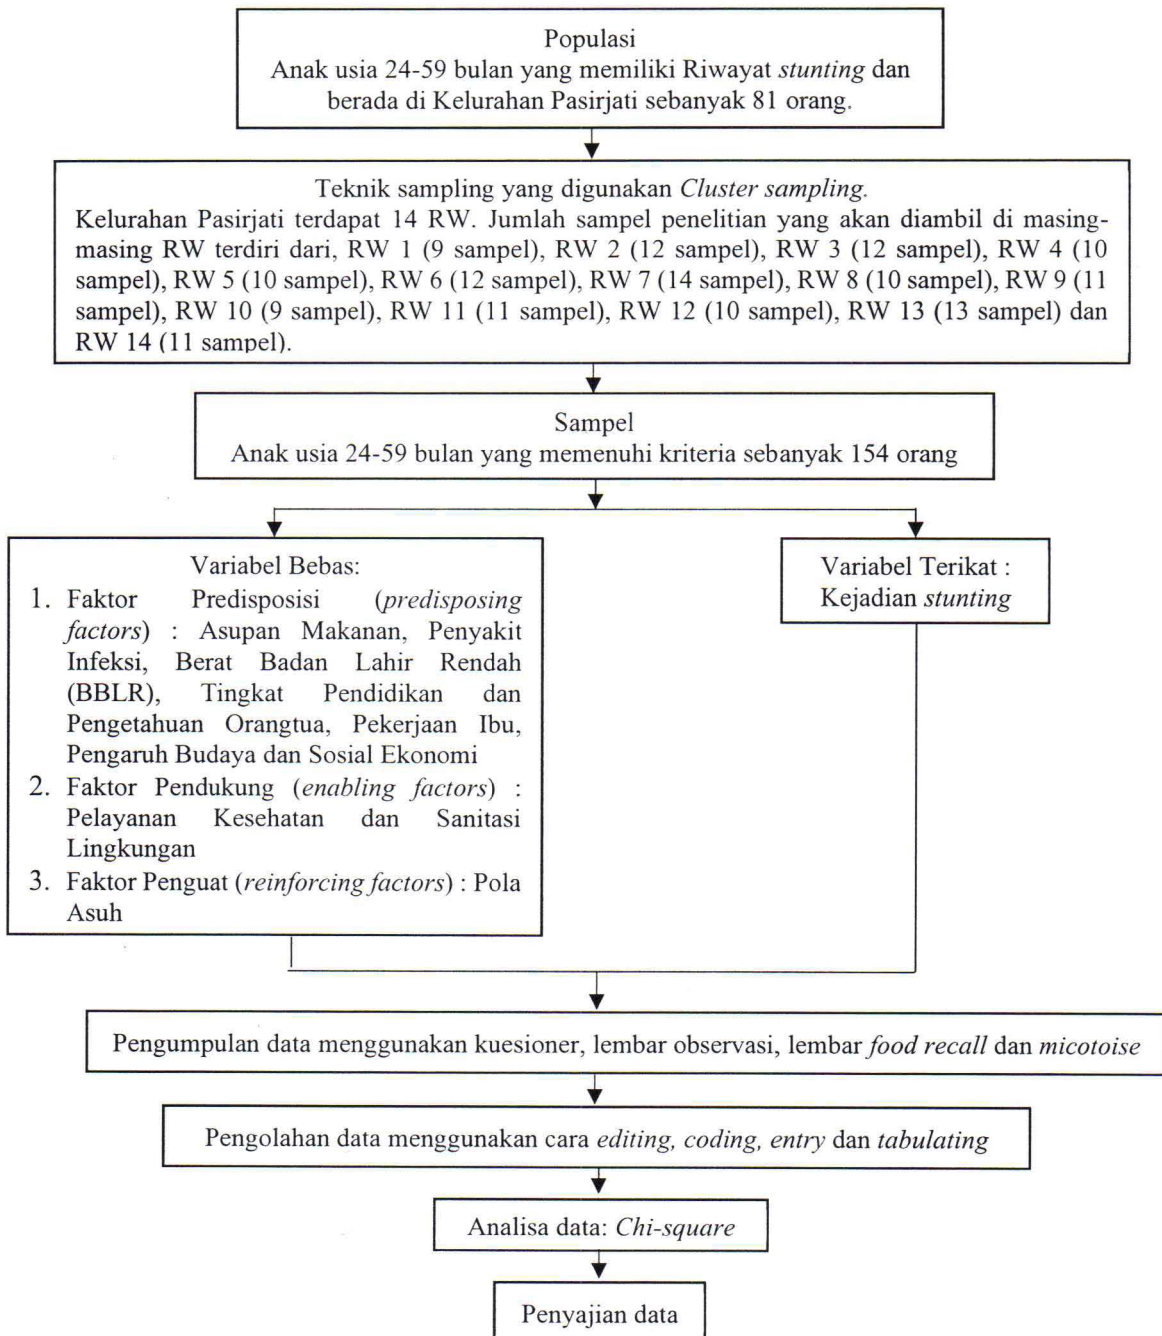 Populasi
Anak usia 24-59 bulan yang memiliki Riwayat stunting dan
berada di Kelurahan Pasirjati sebanyak 81 orang.
Teknik sampling yang digunakan Cluster sampling.
Kelurahan Pasirjati terdapat 14 RW. Jumlah sampel penelitian yang akan diambil di masing-
masing RW terdiri dari, RW 1 (9 sampel), RW 2 (12 sampel), RW 3 (12 sampel), RW 4 (10
sampel), RW 5 (10 sampel), RW 6 (12 sampel), RW 7 (14 sampel), RW 8 (10 sampel), RW 9 (11
sampel), RW 10 (9 sampel), RW 11 (11 sampel), RW 12 (10 sampel), RW 13 (13 sampel) dan
RW 14 (11 sampel).
Sampel
Anak usia 24-59 bulan yang memenuhi kriteria sebanyak 154 orang
Variabel Bebas:
1. Faktor Predisposisi (predisposing
factors) : Asupan Makanan, Penyakit
Infeksi, Berat Badan Lahir Rendah
(BBLR), Tingkat Pendidikan dan
Pengetahuan Orangtua, Pekerjaan Ibu,
Pengaruh Budaya dan Sosial Ekonomi
2. Faktor Pendukung (enabling factors) :
Pelayanan Kesehatan dan Sanitasi
Lingkungan
3. Faktor Penguat (reinforcing factors) : Pola
Asuh
Variabel Terikat :
Kejadian stunting
Pengumpulan data menggunakan kuesioner, lembar observasi, lembar food recall dan micotoise
Pengolahan data menggunakan cara editing, coding, entry dan tabulating
Analisa data: Chi-square
Penyajian data